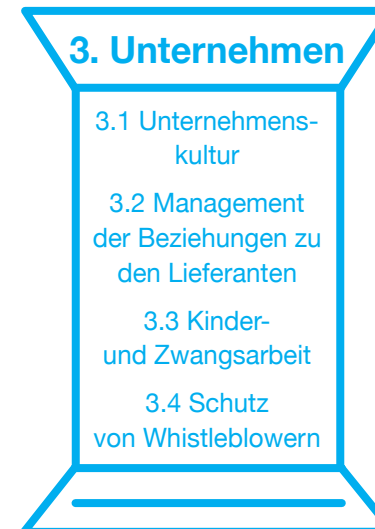 3. Unternehmen
3.1 Unternehmens-
kultur
3.2 Management
der Beziehungen zu
den Lieferanten
3.3 Kinder-
und Zwangsarbeit
3.4 Schutz
von Whistleblowern